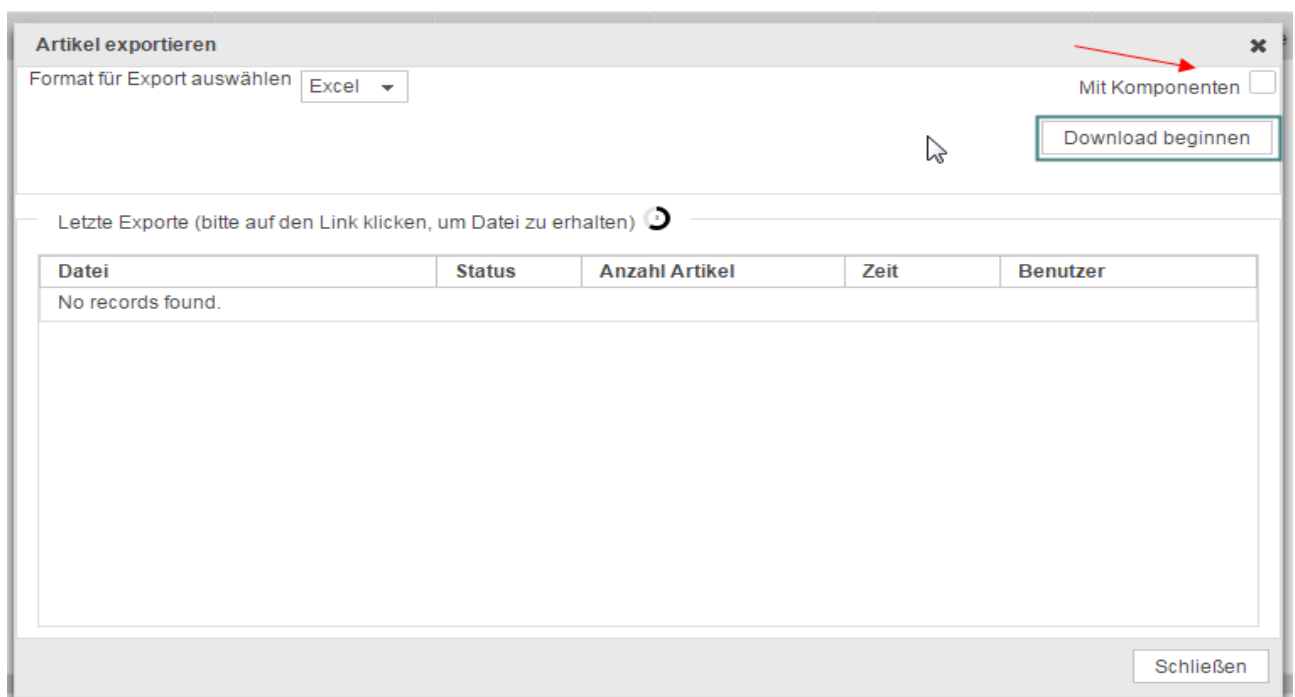 Artikel exportieren
Format für Export auswählen Excel
Mit Komponenten
Download beginnen
Letzte Exporte (bitte auf den Link klicken, um Datei zu erhalten)
Datei Status Anzahl Artikel Zeit Benutzer
No records found.
Schließen